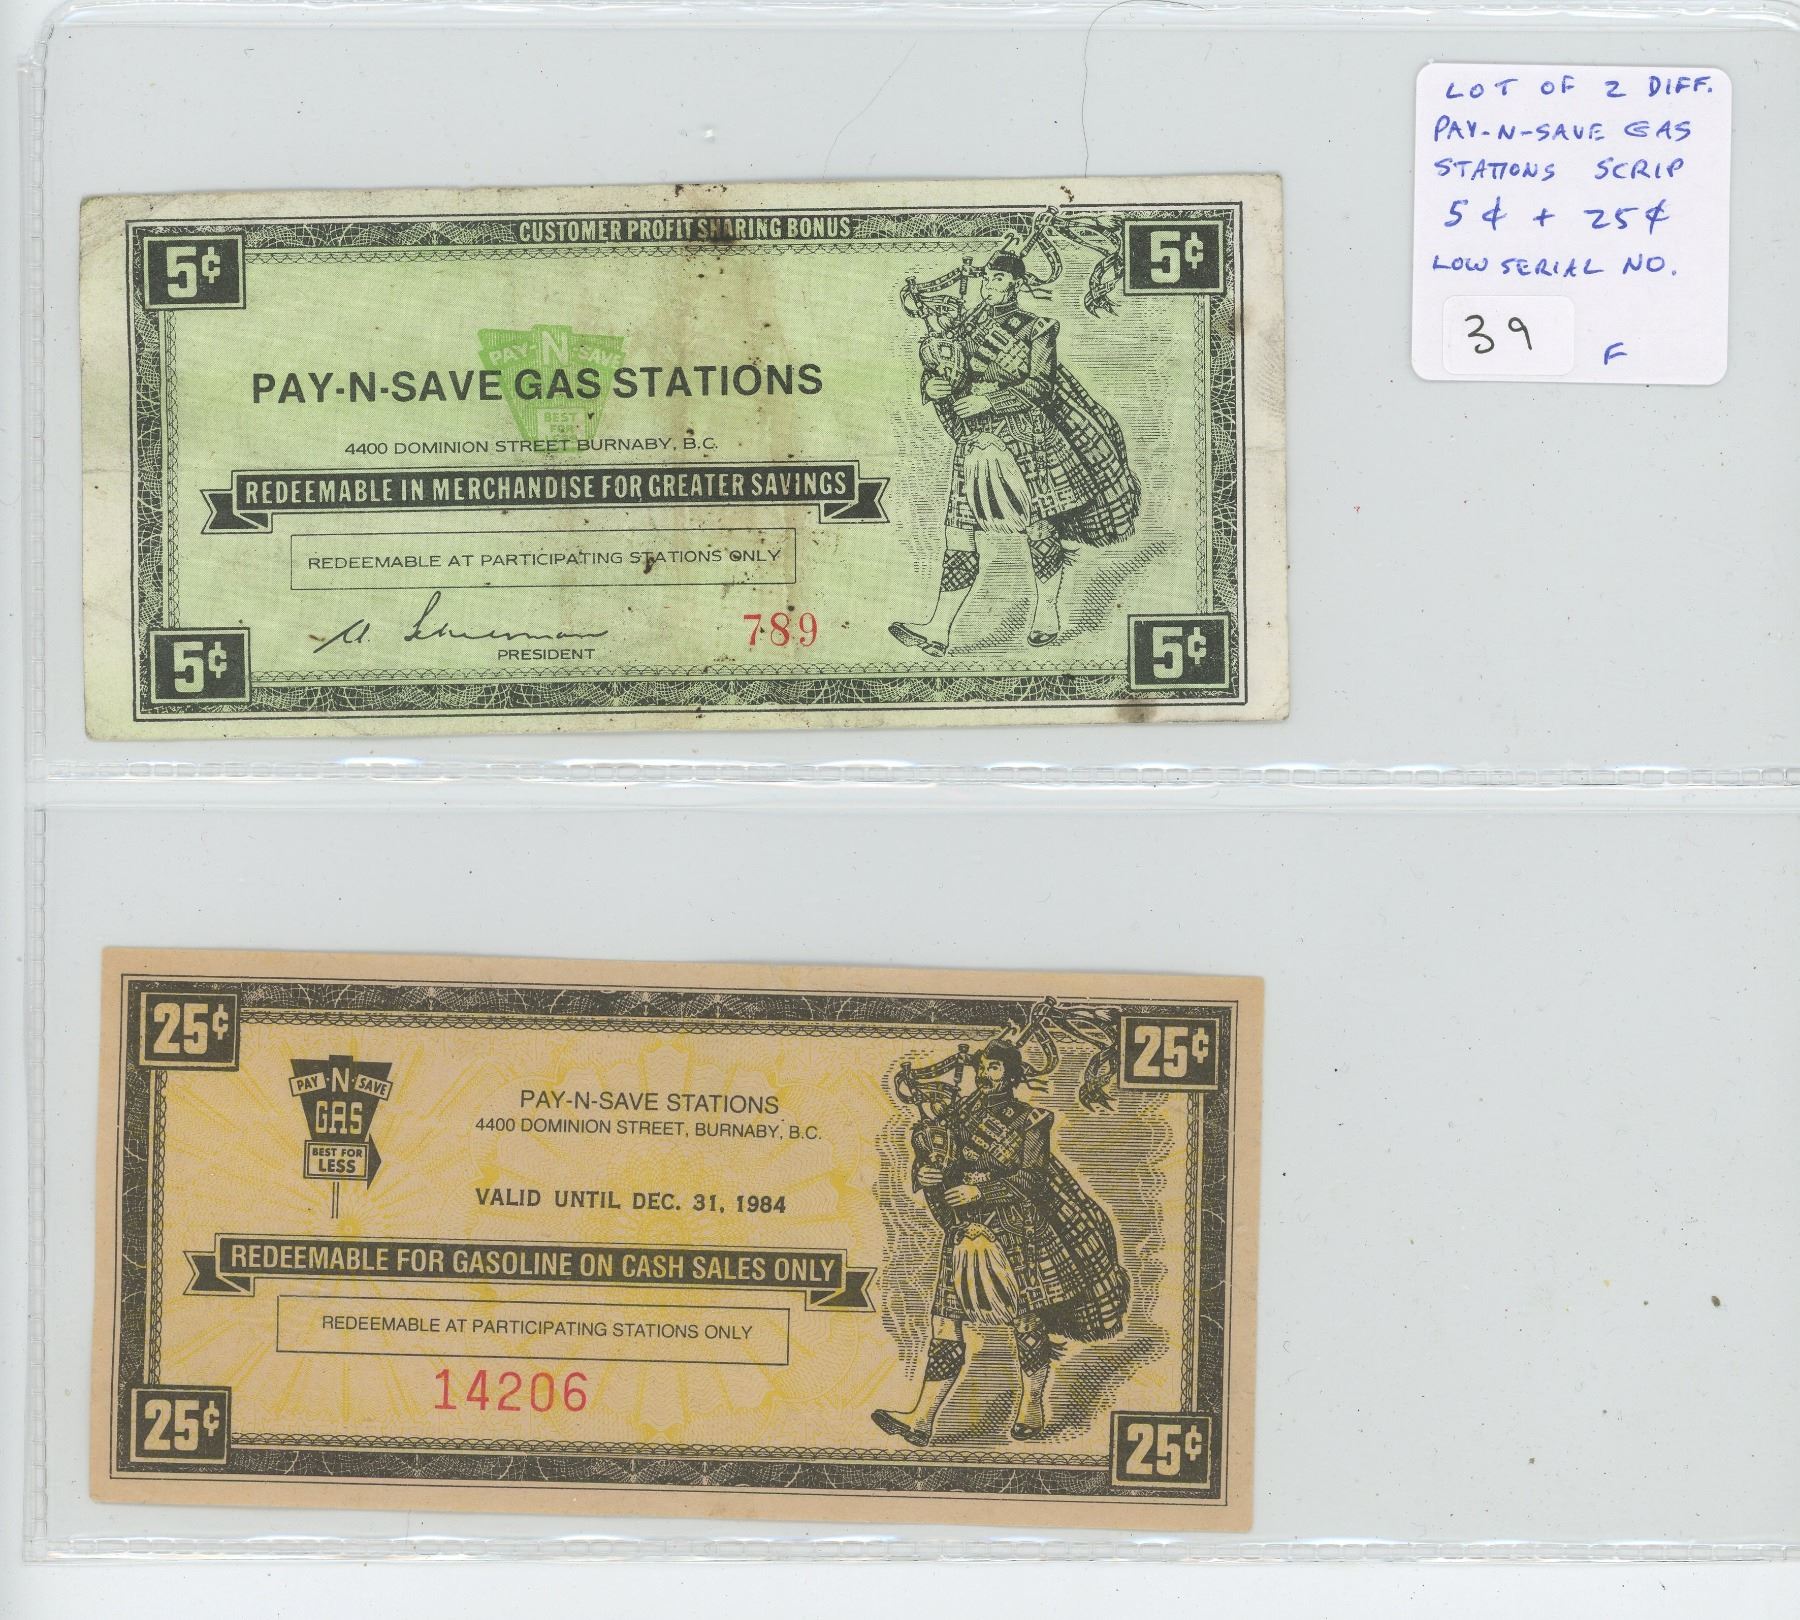 LOT OF 2 DIFF.
PAY-N-SAVE GAS
STATIONS SCRIP
5¢ + 25¢
LOW SERIAL NO.
39 F
CUSTOMER PROFIT SHARING BONUS
5¢ 5¢
PAY-N-SAVE
PAY-N-SAVE GAS STATIONS
BEST
FOR
4400 DOMINION STREET BURNABY, B.C.
REDEEMABLE IN MERCHANDISE FOR GREATER SAVINGS
REDEEMABLE AT PARTICIPATING STATIONS ONLY
789
PRESIDENT
5¢ 5¢
25¢ 25¢
PAY-N-SAVE
GAS
BEST FOR
LESS
PAY-N-SAVE STATIONS
4400 DOMINION STREET, BURNABY, B.C.
VALID UNTIL DEC. 31, 1984
REDEEMABLE FOR GASOLINE ON CASH SALES ONLY
REDEEMABLE AT PARTICIPATING STATIONS ONLY
14206
25¢ 25¢